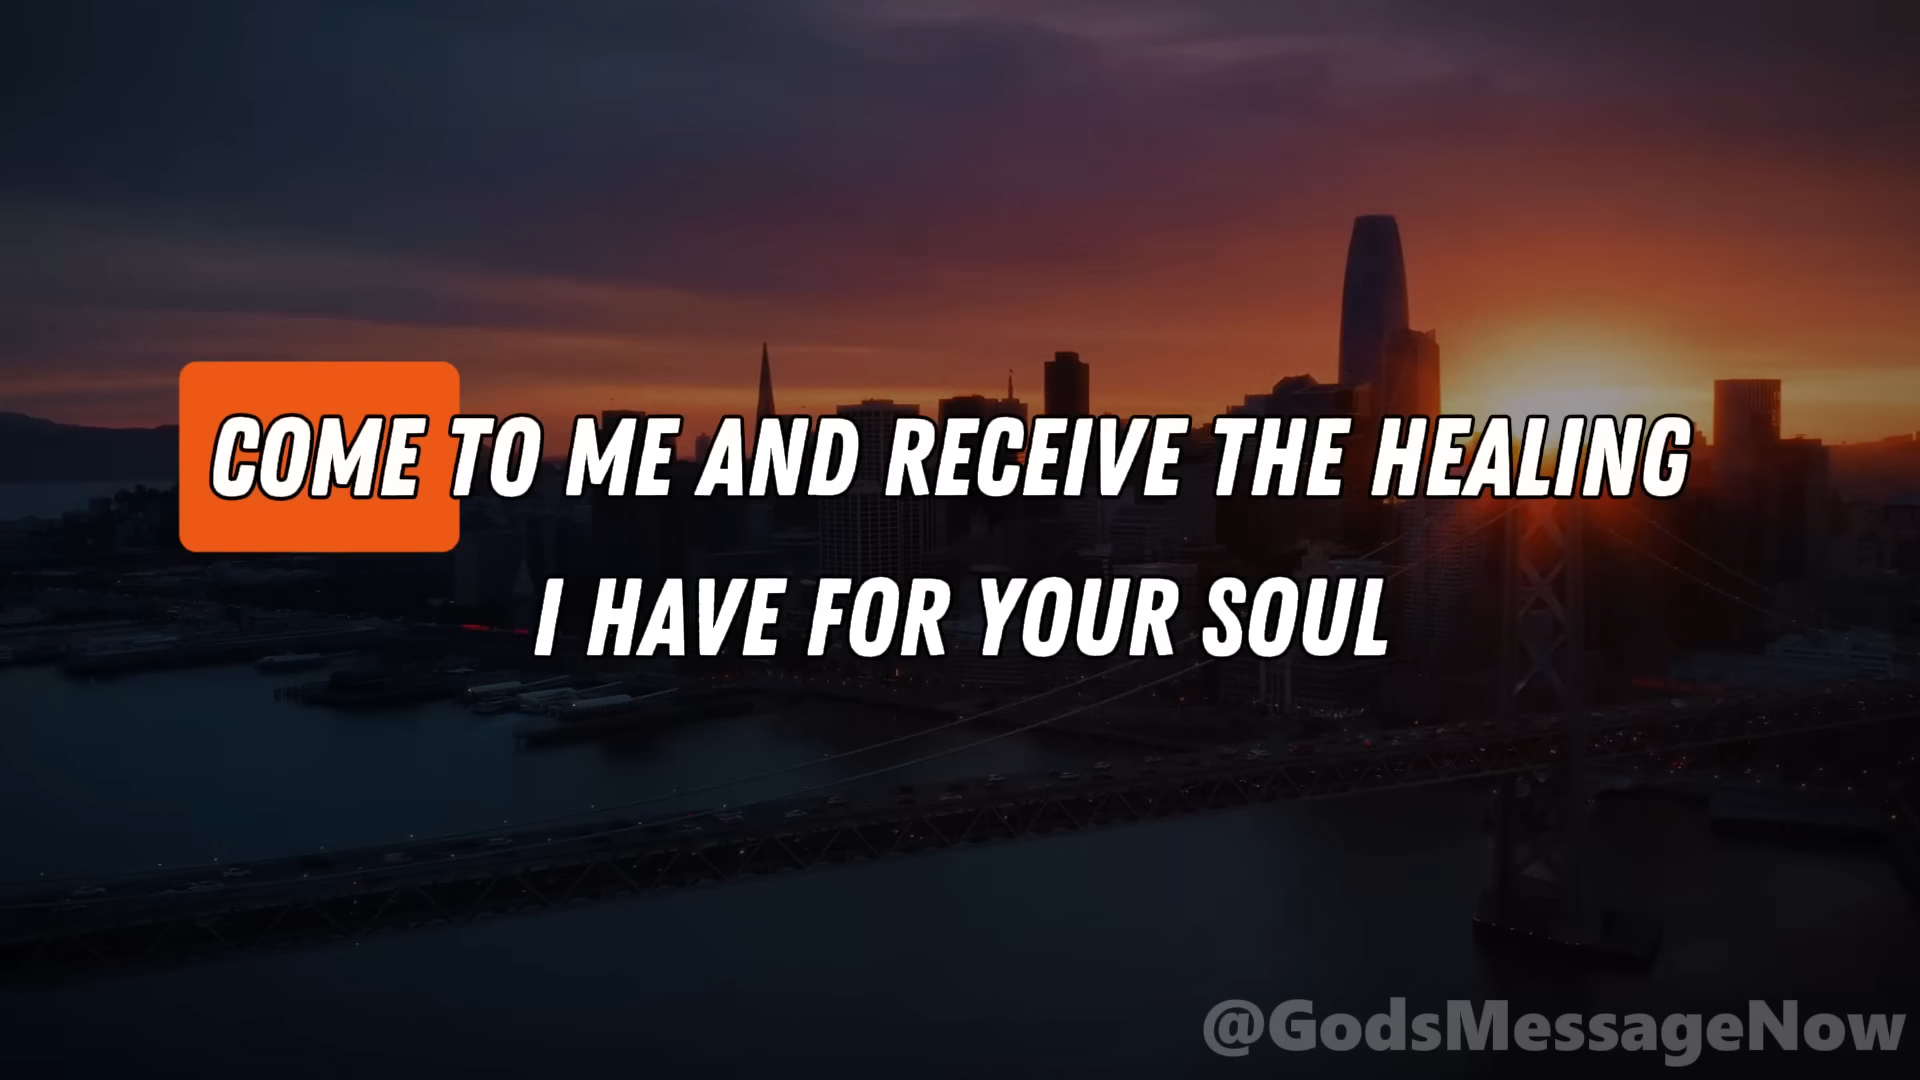 COME TO ME AND RECEIVE THE HEALING
I HAVE FOR YOUR SOUL
@GodsMessageNow